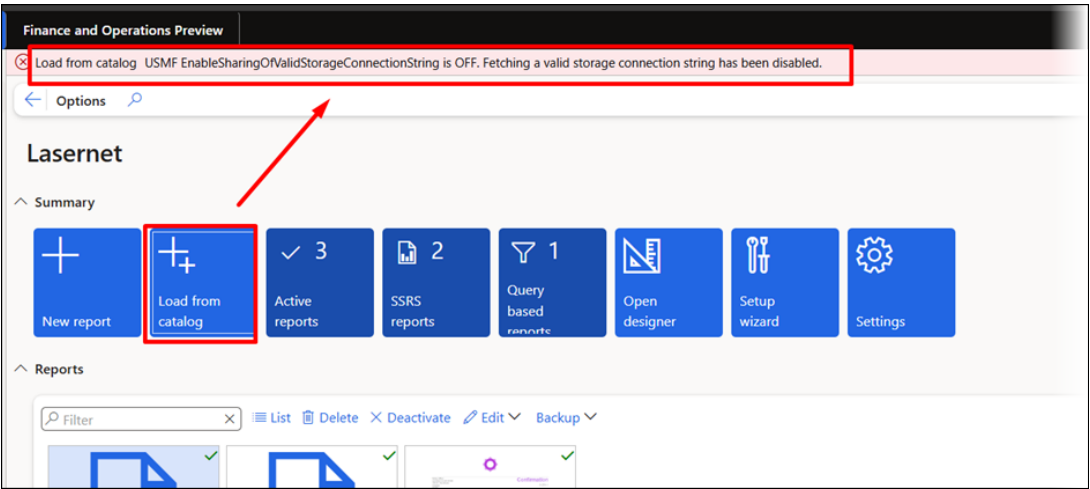 Finance and Operations Preview
Load from catalog USMF EnableSharingOfValidStorageConnectionString is OFF. Fetching a valid storage connection string has been disabled.
Options
Lasernet
Summary
New report
Load from
catalog
3
Active
reports
2
SSRS
reports
1
Query
based
reports
Open
designer
Setup
wizard
Settings
Reports
Filter
List Delete Deactivate Edit Backup
Confirmation